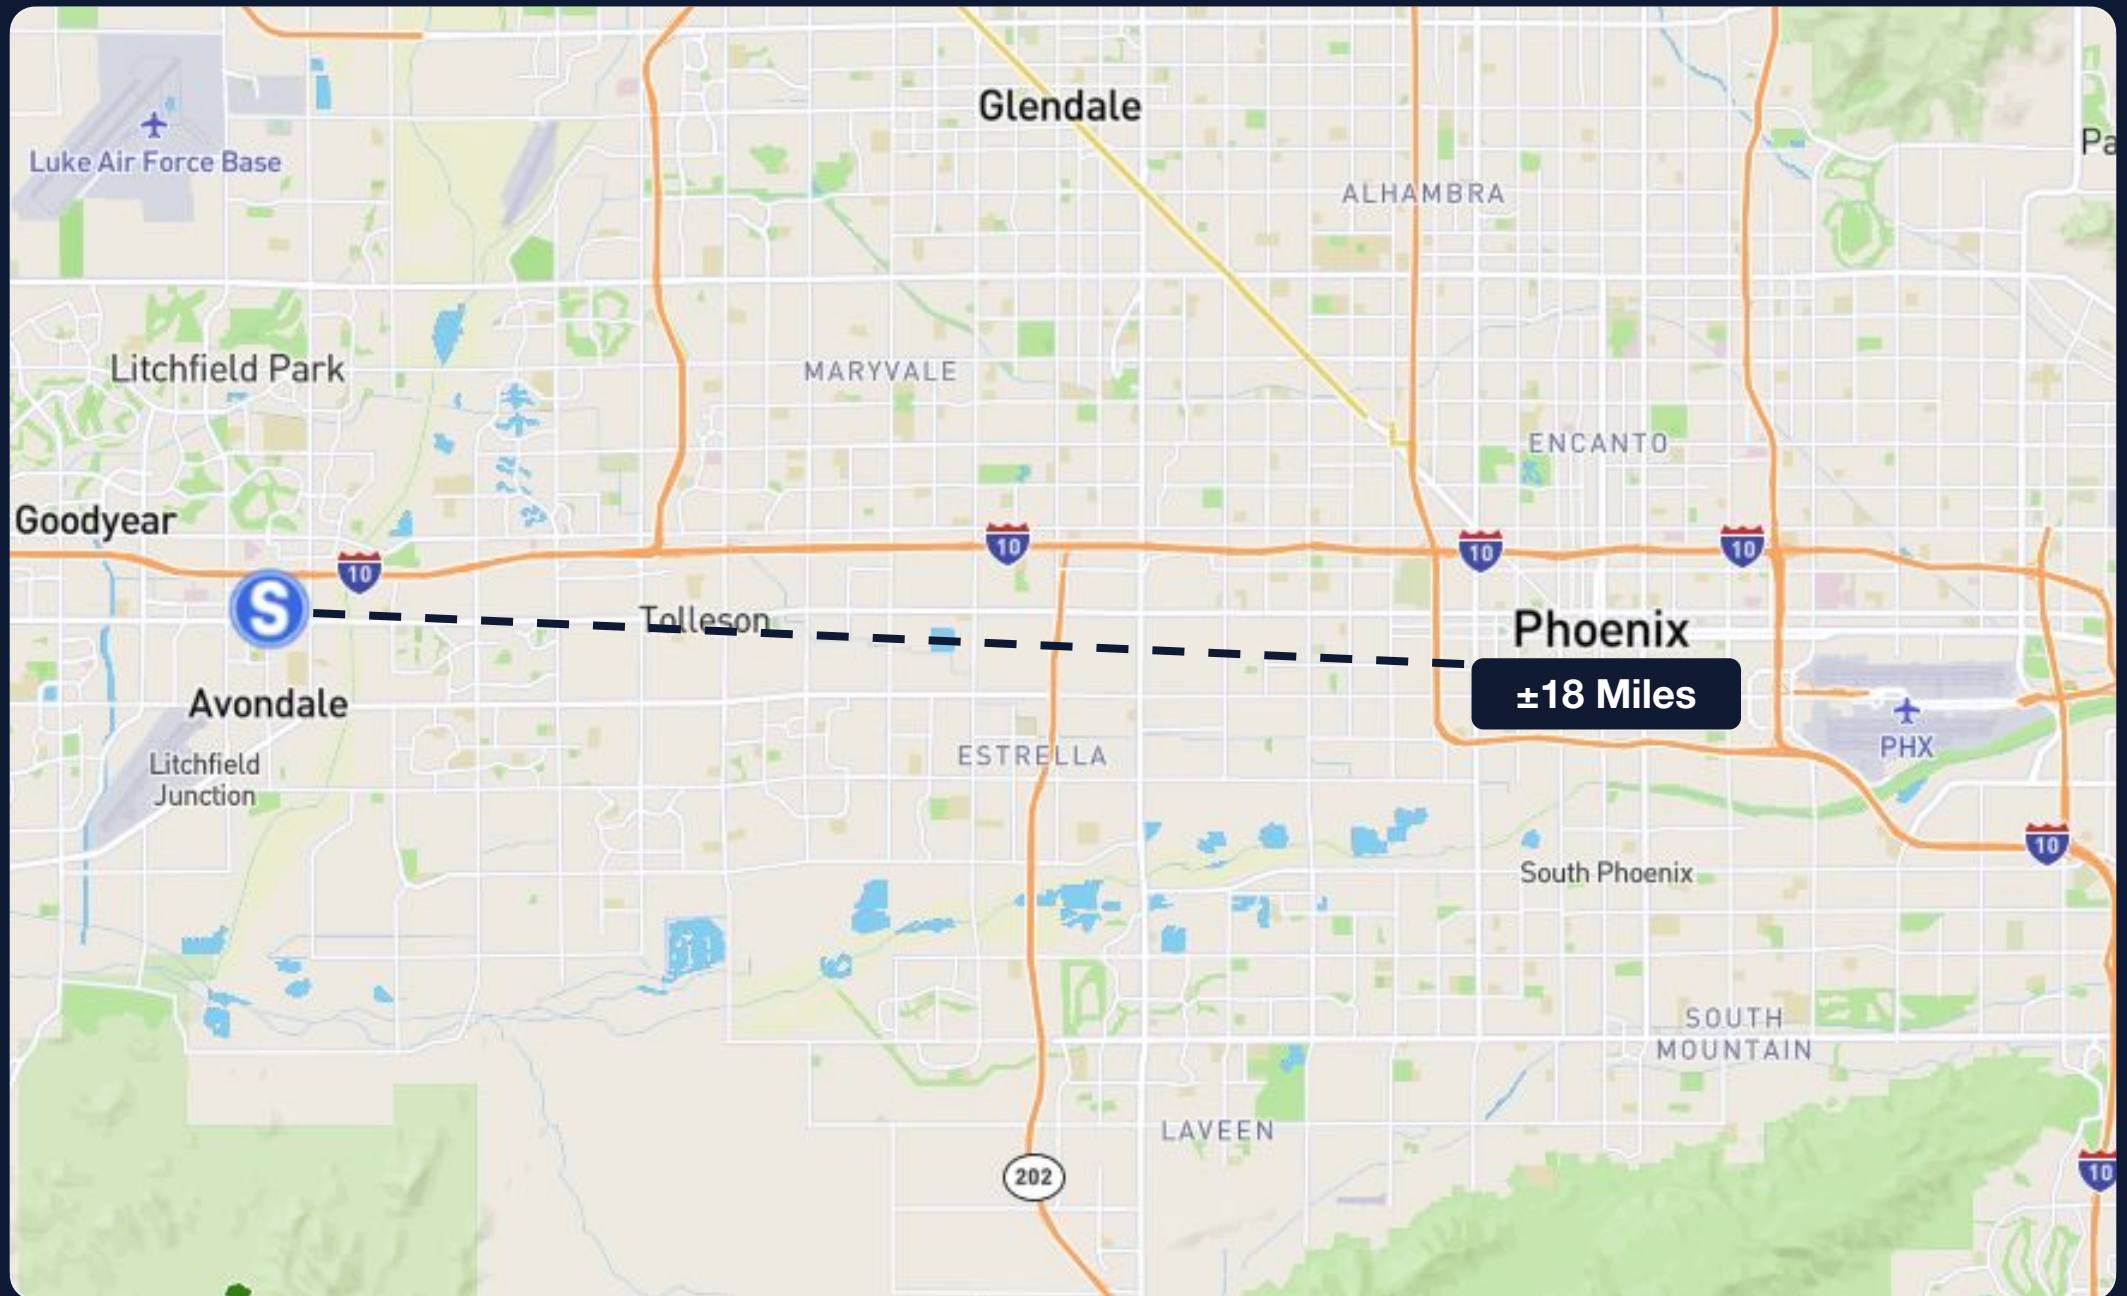 Glendale
Luke Air Force Base
Pa
ALHAMBRA
Litchfield Park
MARYVALE
ENCANTO
Goodyear
10
10
10
10
S
Tolleson
Phoenix
±18 Miles
Avondale
PHX
ESTRELLA
Litchfield
Junction
10
South Phoenix
SOUTH
MOUNTAIN
LAVEEN
202
10